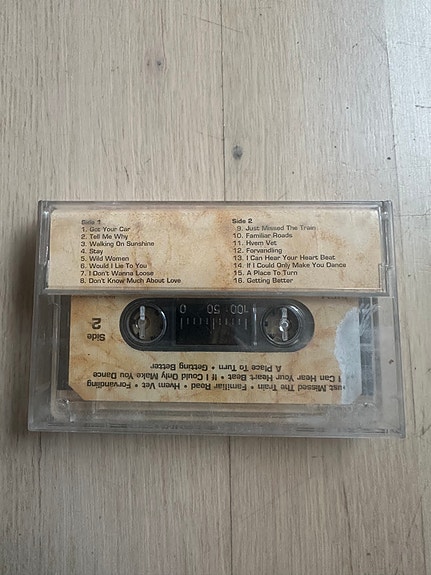 Side 1
1. Got Your Car
2. Tell Me Why
3. Walking On Sunshine
4. Stay
5. Wild Women
6. Would I Lie To You
7. I Don't Wanna Loose
8. Don't Know Much About Love
Side 2
9. Just Missed The Train
10. Familiar Roads
11. Hvem Vet
12. Forvandling
13. I Can Hear Your Heart Beat
14. If I Could Only Make You Dance
15. A Place To Turn
16. Getting Better
Side
2
100 50 0
ust Missed The Train • Familiar Road • Hvem Vet • Forvandling
I Can Hear Your Heart Beat • If I Could Only Make You Dance
A Place To Turn • Getting Better